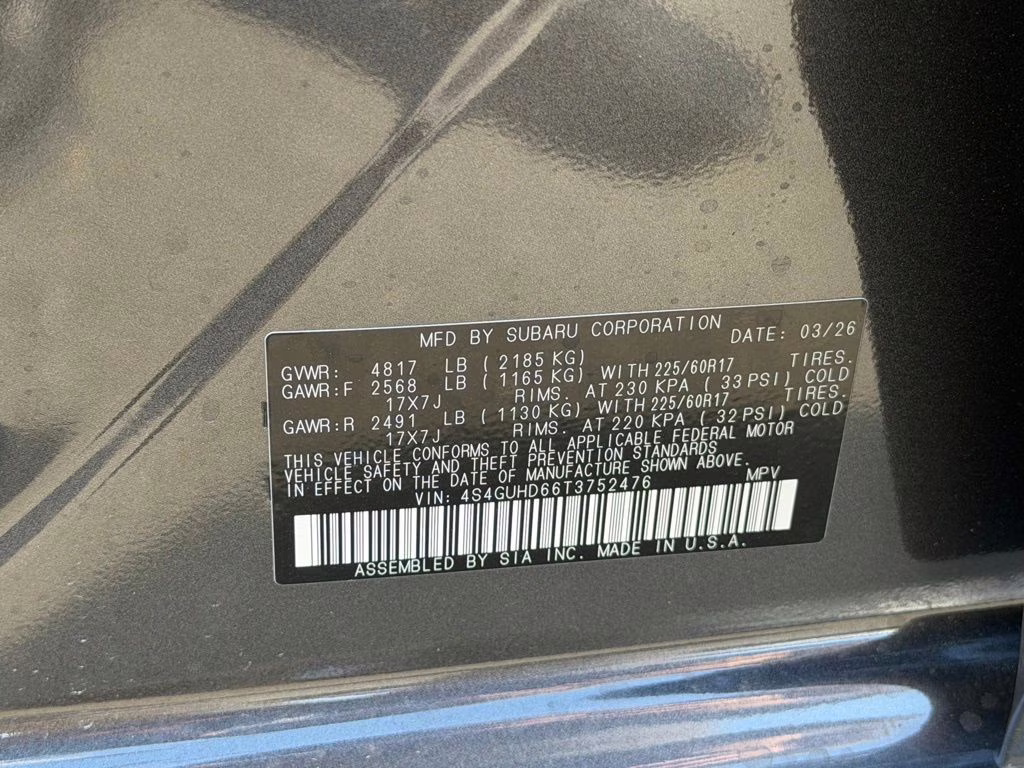 MFD BY SUBARU CORPORATION DATE: 03/26
GVWR: 4817 LB ( 2185 KG)
GAWR:F 2568 LB ( 1165 KG) WITH 225/60R17 TIRES.
17X7J RIMS. AT 230 KPA ( 33 PSI) COLD
GAWR:R 2491 LB ( 1130 KG) WITH 225/60R17 TIRES.
17X7J RIMS. AT 220 KPA ( 32 PSI) COLD
THIS VEHICLE CONFORMS TO ALL APPLICABLE FEDERAL MOTOR
VEHICLE SAFETY AND THEFT PREVENTION STANDARDS
IN EFFECT ON THE DATE OF MANUFACTURE SHOWN ABOVE.
VIN: 4S4GUHD66T3752476 MPV
ASSEMBLED BY SIA INC. MADE IN U.S.A.